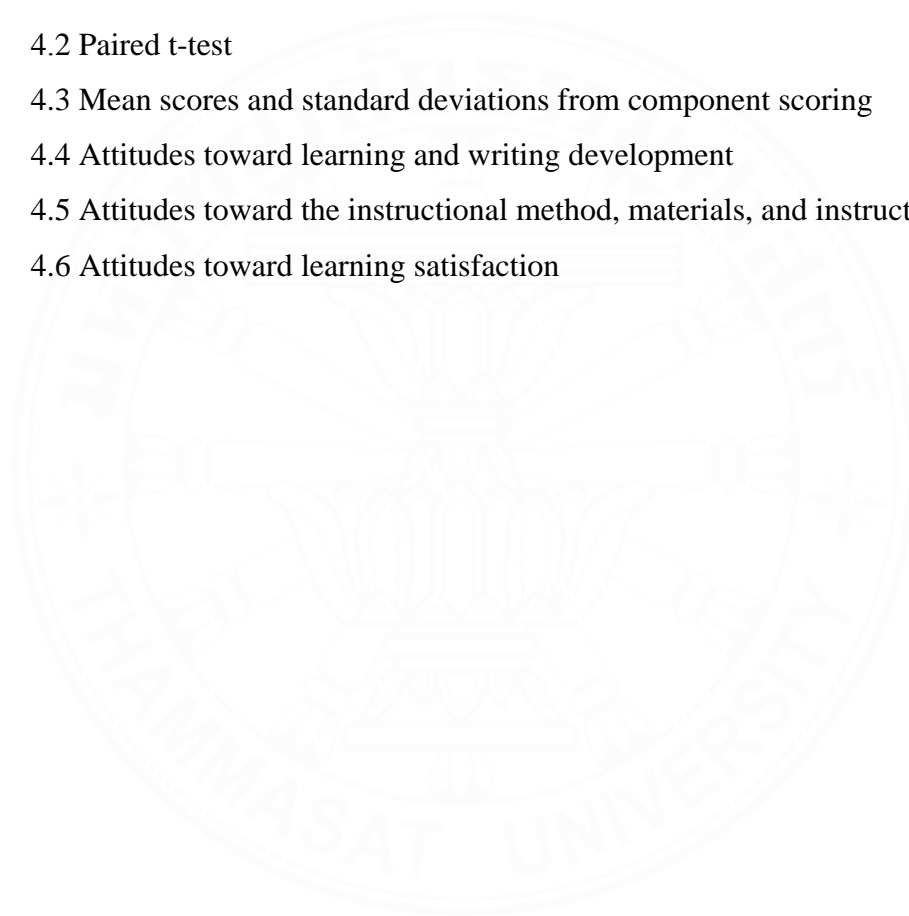 4.2 Paired t-test
4.3 Mean scores and standard deviations from component scoring
4.4 Attitudes toward learning and writing development
4.5 Attitudes toward the instructional method, materials, and
4.6 Attitudes toward learning satisfaction
THAMMASAT UNIVERSITY